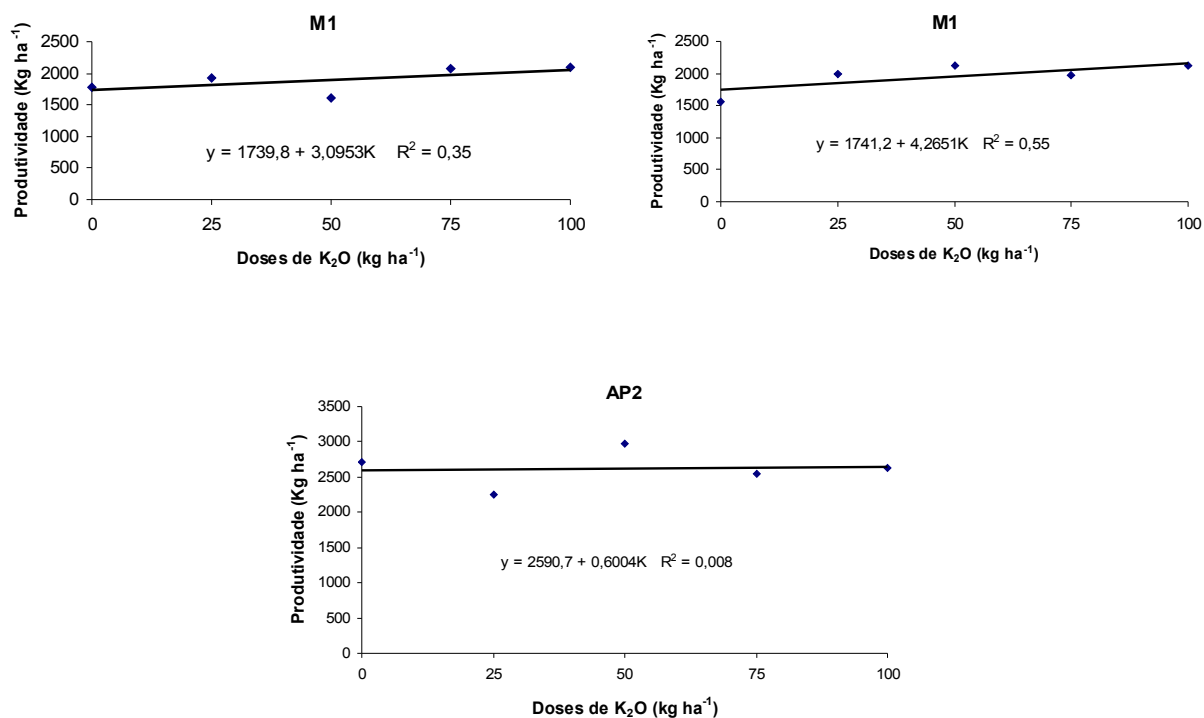 M1
Produtividade (Kg ha⁻¹)
2500
2000
1500
1000
500
0
y = 1739,8 + 3,0953K R² = 0,35
0 25 50 75 100
Doses de K₂O (kg ha⁻¹)
M1
Produtividade (Kg ha⁻¹)
2500
2000
1500
1000
500
0
y = 1741,2 + 4,2651K R² = 0,55
0 25 50 75 100
Doses de K₂O (kg ha⁻¹)
AP2
Produtividade (Kg ha⁻¹)
3500
3000
2500
2000
1500
1000
500
0
y = 2590,7 + 0,6004K R² = 0,008
0 25 50 75 100
Doses de K₂O (kg ha⁻¹)